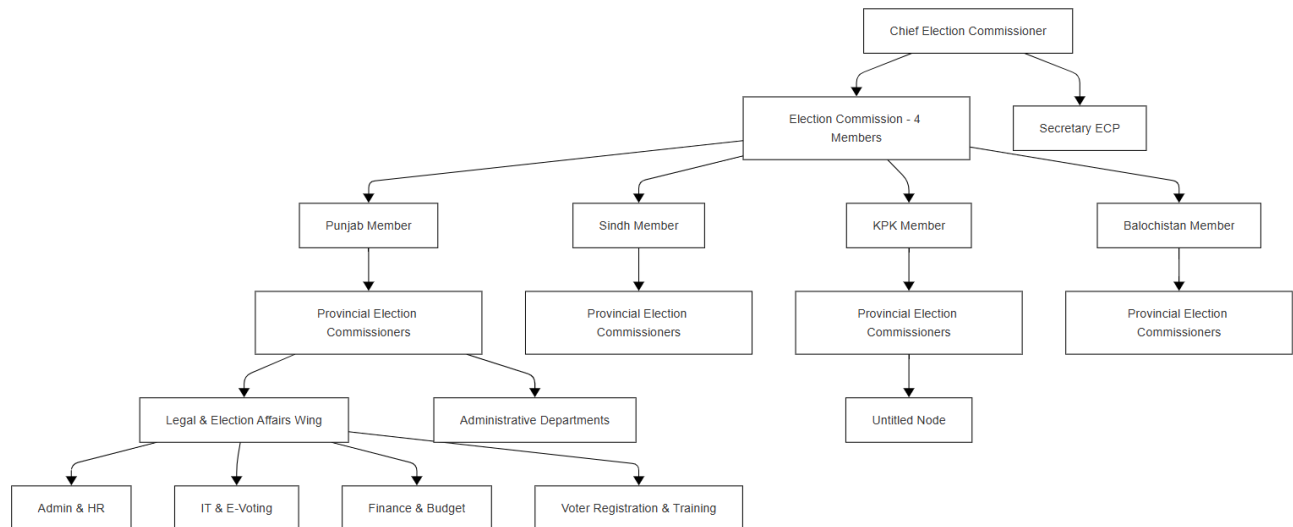 Chief Election Commissioner
Election Commission - 4
Members
Secretary ECP
Punjab Member
Sindh Member
KPK Member
Balochistan Member
Provincial Election
Commissioners
Provincial Election
Commissioners
Provincial Election
Commissioners
Provincial Election
Commissioners
Legal & Election Affairs Wing
Administrative Departments
Untitled Node
Admin & HR
IT & E-Voting
Finance & Budget
Voter Registration & Training